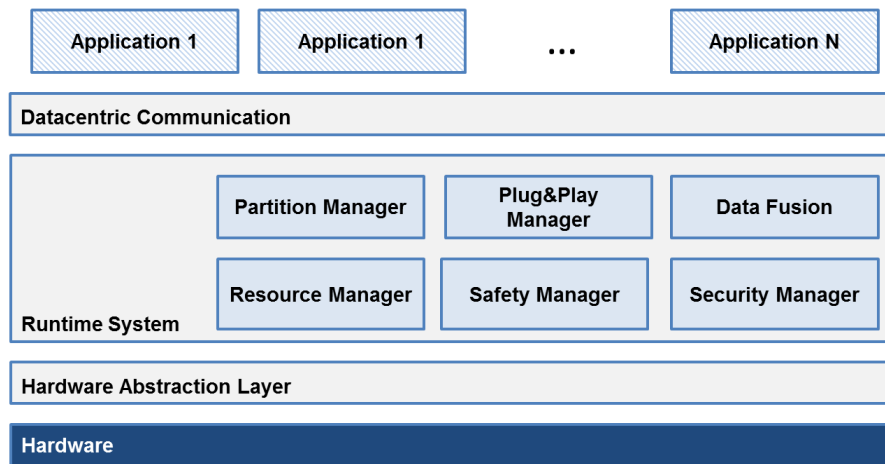 Application 1
Application 1
...
Application N
Datacentric Communication
Partition Manager
Plug&Play
Manager
Data Fusion
Resource Manager
Safety Manager
Security Manager
Runtime System
Hardware Abstraction Layer
Hardware